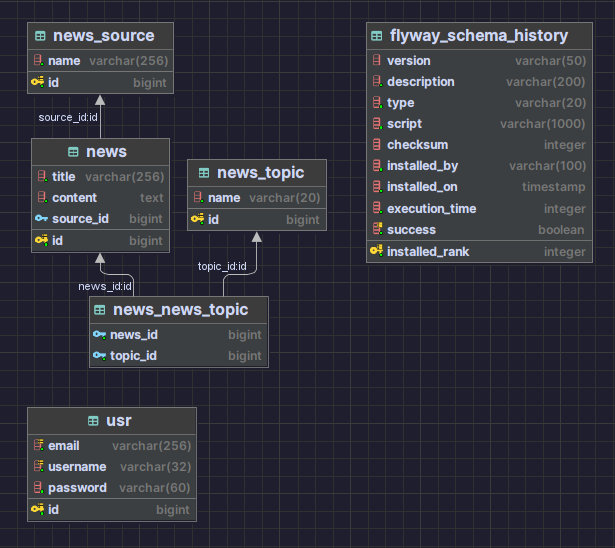 news_source
name varchar(256)
id bigint
source_id:id
news
title varchar(256)
content text
source_id bigint
id bigint
news_topic
name varchar(20)
id bigint
news_id:id
topic_id:id
news_news_topic
news_id bigint
topic_id bigint
usr
email varchar(256)
username varchar(32)
password varchar(60)
id bigint
flyway_schema_history
version varchar(50)
description varchar(200)
type varchar(20)
script varchar(1000)
checksum integer
installed_by varchar(100)
installed_on timestamp
execution_time integer
success boolean
installed_rank integer